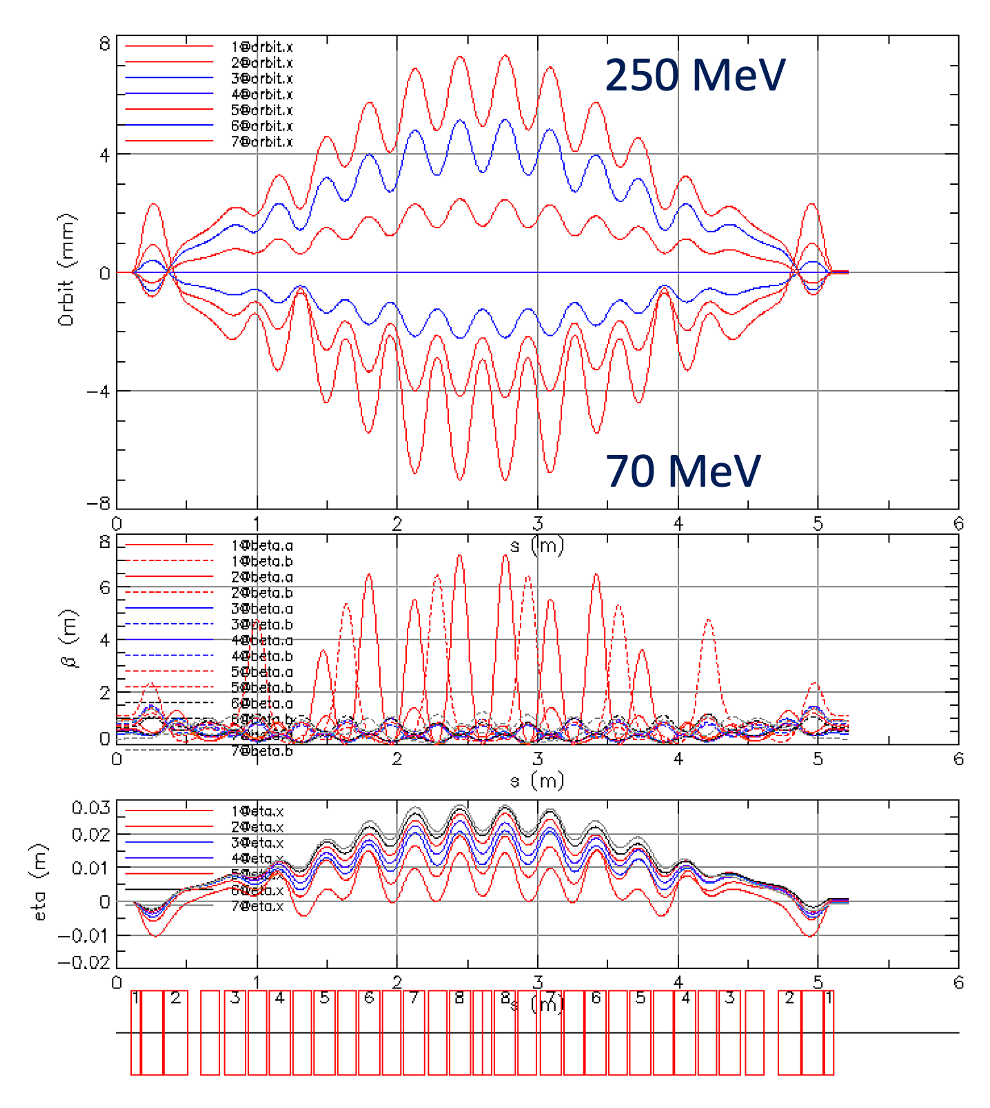 8
1@orbit.x
2@orbit.x
3@orbit.x
4@orbit.x
5@orbit.x
6@orbit.x
7@orbit.x
250 MeV
4
0
−4
−8
Orbit (mm)
70 MeV
0 1 2 3 4 5 6
s (m)
8
1@beta.a
1@beta.b
2@beta.a
2@beta.b
3@beta.a
3@beta.b
4@beta.a
4@beta.b
5@beta.a
5@beta.b
6@beta.a
6@beta.b
7@beta.b
6
4
2
0
β (m)
0 1 2 3 4 5 6
s (m)
0.03
0.02
0.01
0
−0.01
−0.02
eta (m)
1@eta.x
2@eta.x
3@eta.x
4@eta.x
5@eta.x
6@eta.x
7@eta.x
0 1 2 3 4 5 6
s (m)
1 2 3 4 5 6 7 8 8 7 6 5 4 3 2 1